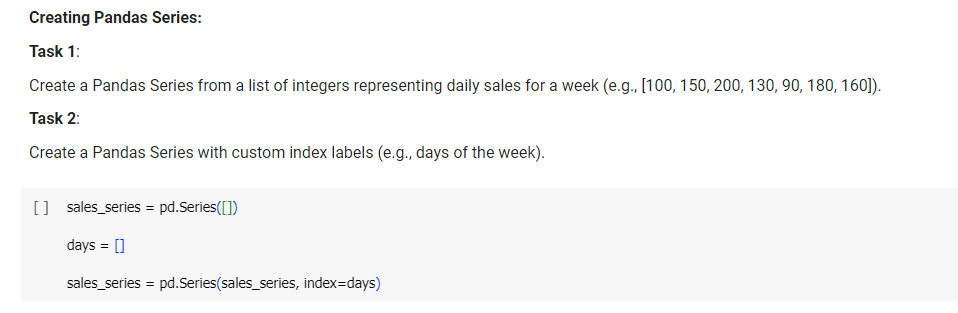 Creating Pandas Series:
Task 1:
Create a Pandas Series from a list of integers representing daily sales for a week (e.g., [100, 150, 200, 130, 90, 180, 160]).
Task 2:
Create a Pandas Series with custom index labels (e.g., days of the week).
[ ] sales_series = pd.Series([])
days = []
sales_series = pd.Series(sales_series, index=days)